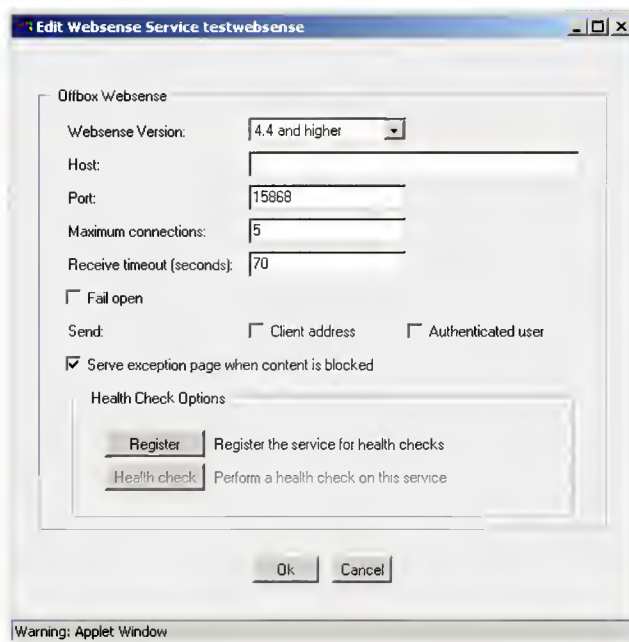 Edit Websense Service testwebsense
Offbox Websense
Websense Version: 4.4 and higher
Host:
Port: 15868
Maximum connections: 5
Receive timeout (seconds): 70
Fail open
Send: Client address Authenticated user
Serve exception page when content is blocked
Health Check Options
Register Register the service for health checks
Health check Perform a health check on this service
Ok Cancel
Warning: Applet Window